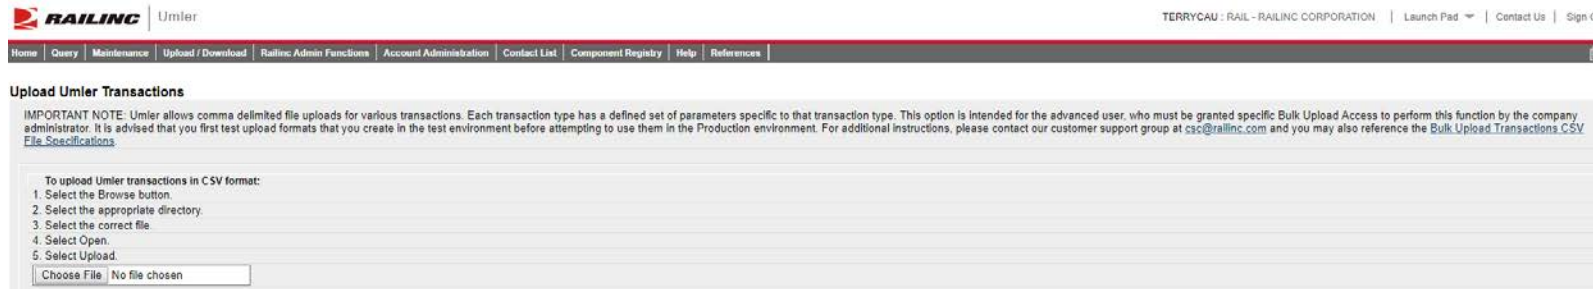 RAILINC Umler
TERRYCAU : RAIL - RAILINC CORPORATION | Launch Pad | Contact Us | Sign
Home | Query | Maintenance | Upload / Download | Railinc Admin Functions | Account Administration | Contact List | Component Registry | Help | References
Upload Umler Transactions
IMPORTANT NOTE: Umler allows comma delimited file uploads for various transactions. Each transaction type has a defined set of parameters specific to that transaction type. This option is intended for the advanced user, who must be granted specific Bulk Upload Access to perform this function by the company
administrator. It is advised that you first test upload formats that you create in the test environment before attempting to use them in the Production environment. For additional instructions, please contact our customer support group at csc@railinc.com and you may also reference the Bulk Upload Transactions CSV
File Specifications.
To upload Umler transactions in CSV format:
1. Select the Browse button.
2. Select the appropriate directory.
3. Select the correct file.
4. Select Open.
5. Select Upload.
Choose File No file chosen